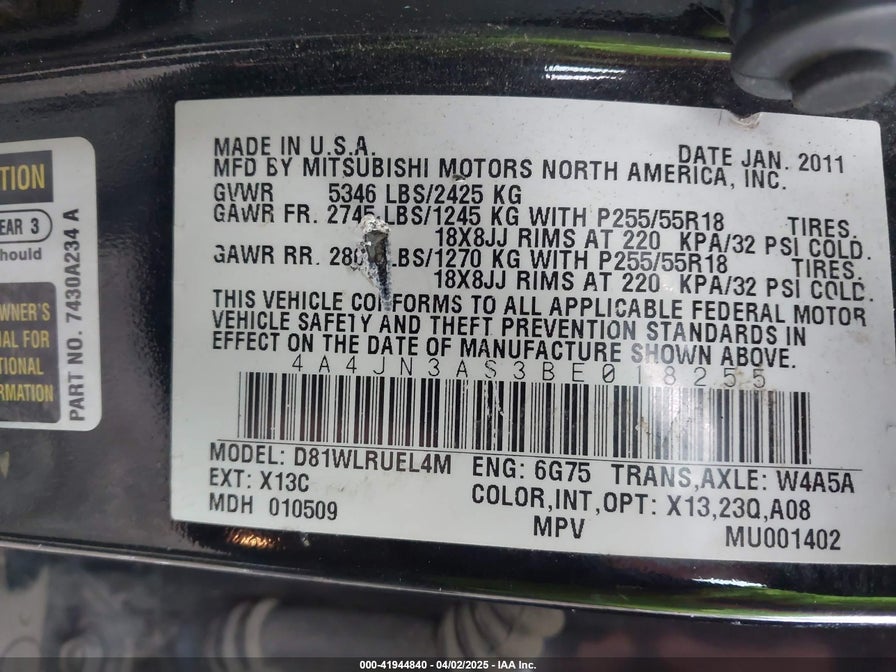 TION
EAR 3
hould
WNER'S
UAL FOR
TIONAL
RMATION
PART NO. 7430A234 A
MADE IN U.S.A. DATE JAN. 2011
MFD BY MITSUBISHI MOTORS NORTH AMERICA, INC.
GVWR 5346 LBS/2425 KG
GAWR FR. 2745 LBS/1245 KG WITH P255/55R18 TIRES.
18X8JJ RIMS AT 220 KPA/32 PSI COLD.
GAWR RR. 280 LBS/1270 KG WITH P255/55R18 TIRES.
18X8JJ RIMS AT 220 KPA/32 PSI COLD.
THIS VEHICLE CONFORMS TO ALL APPLICABLE FEDERAL MOTOR
VEHICLE SAFETY AND THEFT PREVENTION STANDARDS IN
EFFECT ON THE DATE OF MANUFACTURE SHOWN ABOVE.
4A4JN3AS3BE018255
MODEL: D81WLRUEL4M ENG: 6G75 TRANS,AXLE: W4A5A
EXT: X13C COLOR,INT,OPT: X13,23Q,A08
MDH 010509 MPV MU001402
000-41944840 - 04/02/2025 - IAA Inc.